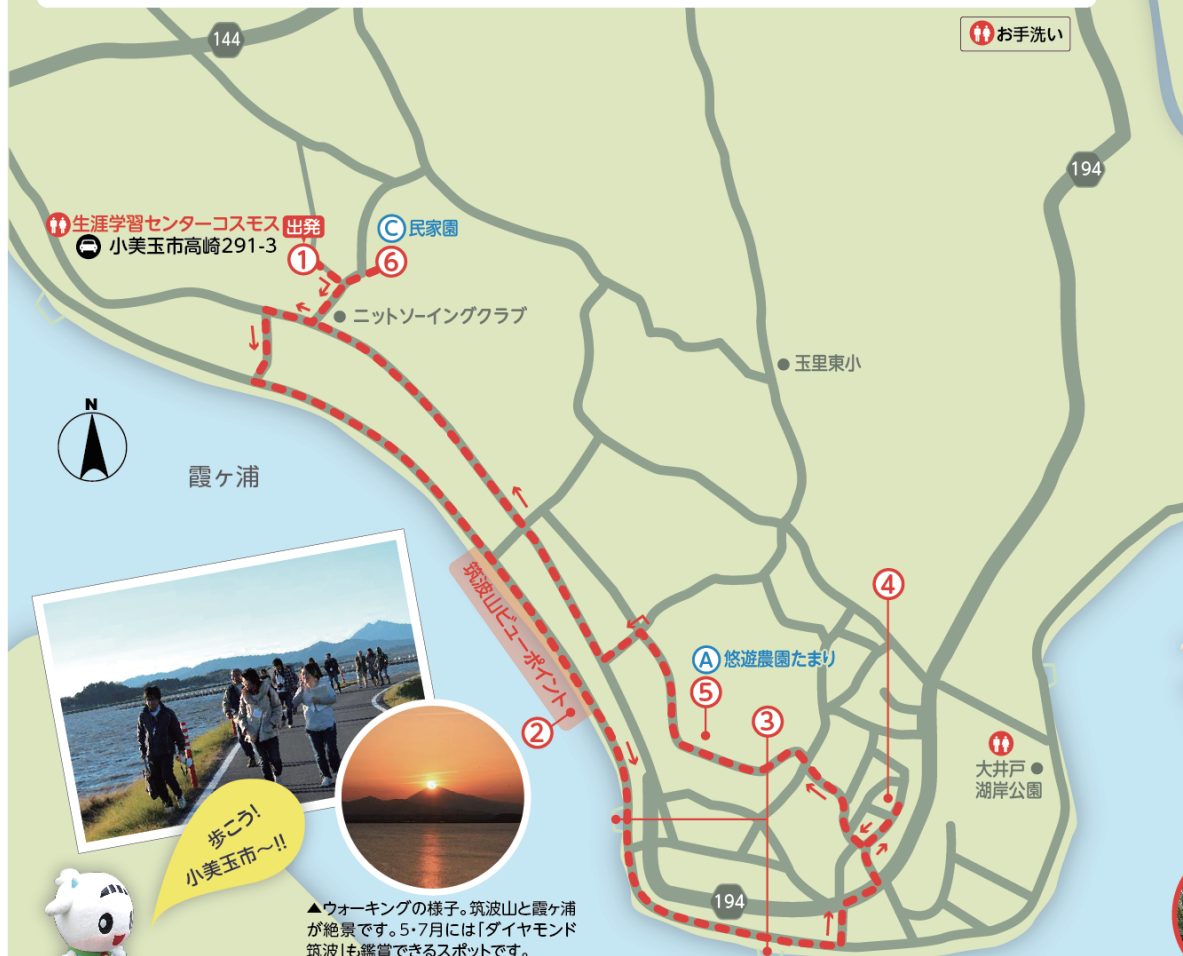 144
お手洗い
194
生涯学習センターコスモス 出発
小美玉市高崎291-3
①
C 民家園
⑥
ニットソーイングクラブ
玉里東小
N
霞ヶ浦
筑波山ビューポイント
②
④
A 悠遊農園たまり
⑤
③
大井戸
湖岸公園
194
歩こう!
小美玉市〜!!
▲ウォーキングの様子。筑波山と霞ヶ浦
が絶景です。5・7月には「ダイヤモンド
筑波」も鑑賞できるスポットです。